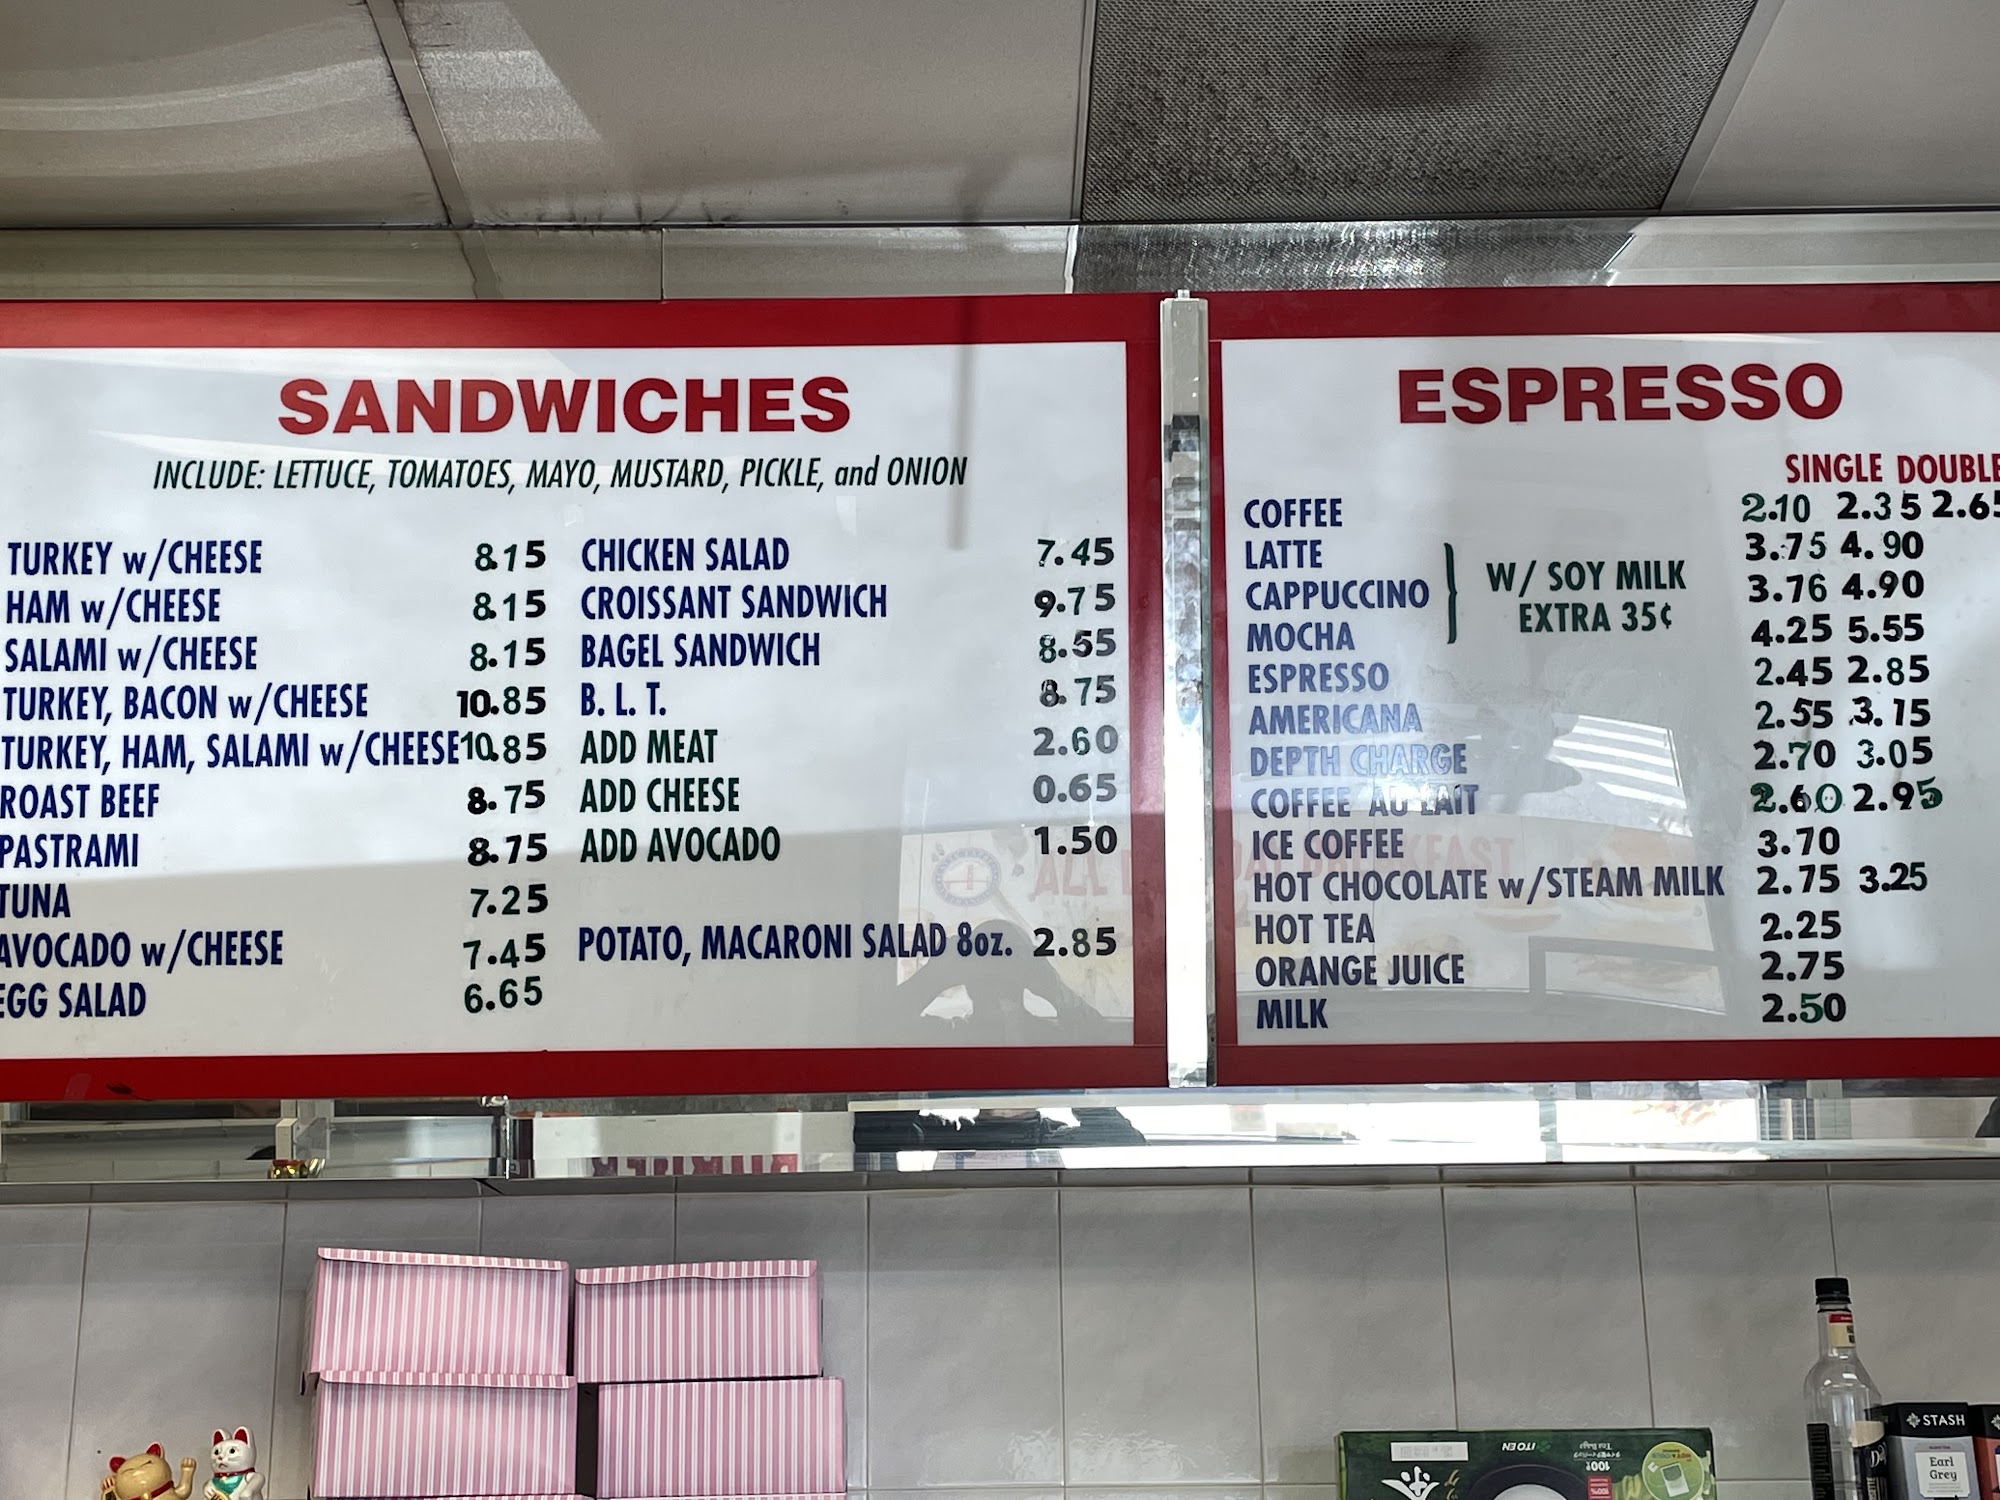 SANDWICHES
INCLUDE: LETTUCE, TOMATOES, MAYO, MUSTARD, PICKLE, and ONION
TURKEY w/CHEESE 8.15
HAM w/CHEESE 8.15
SALAMI w/CHEESE 8.15
TURKEY, BACON w/CHEESE 10.85
TURKEY, HAM, SALAMI w/CHEESE 10.85
ROAST BEEF 8.75
PASTRAMI 8.75
TUNA 7.25
AVOCADO w/CHEESE 7.45
EGG SALAD 6.65
CHICKEN SALAD 7.45
CROISSANT SANDWICH 9.75
BAGEL SANDWICH 8.55
B. L. T. 8.75
ADD MEAT 2.60
ADD CHEESE 0.65
ADD AVOCADO 1.50
POTATO, MACARONI SALAD 8oz. 2.85
ESPRESSO
SINGLE DOUBLE
COFFEE 2.10 2.35 2.65
LATTE 3.75 4.90
CAPPUCCINO 3.76 4.90
MOCHA 4.25 5.55
W/ SOY MILK
EXTRA 35¢
ESPRESSO 2.45 2.85
AMERICANA 2.55 3.15
DEPTH CHARGE 2.70 3.05
COFFEE AU LAIT 2.60 2.95
ICE COFFEE 3.70
HOT CHOCOLATE w/STEAM MILK 2.75 3.25
HOT TEA 2.25
ORANGE JUICE 2.75
MILK 2.50
ITO EN
STASH
Earl
Grey